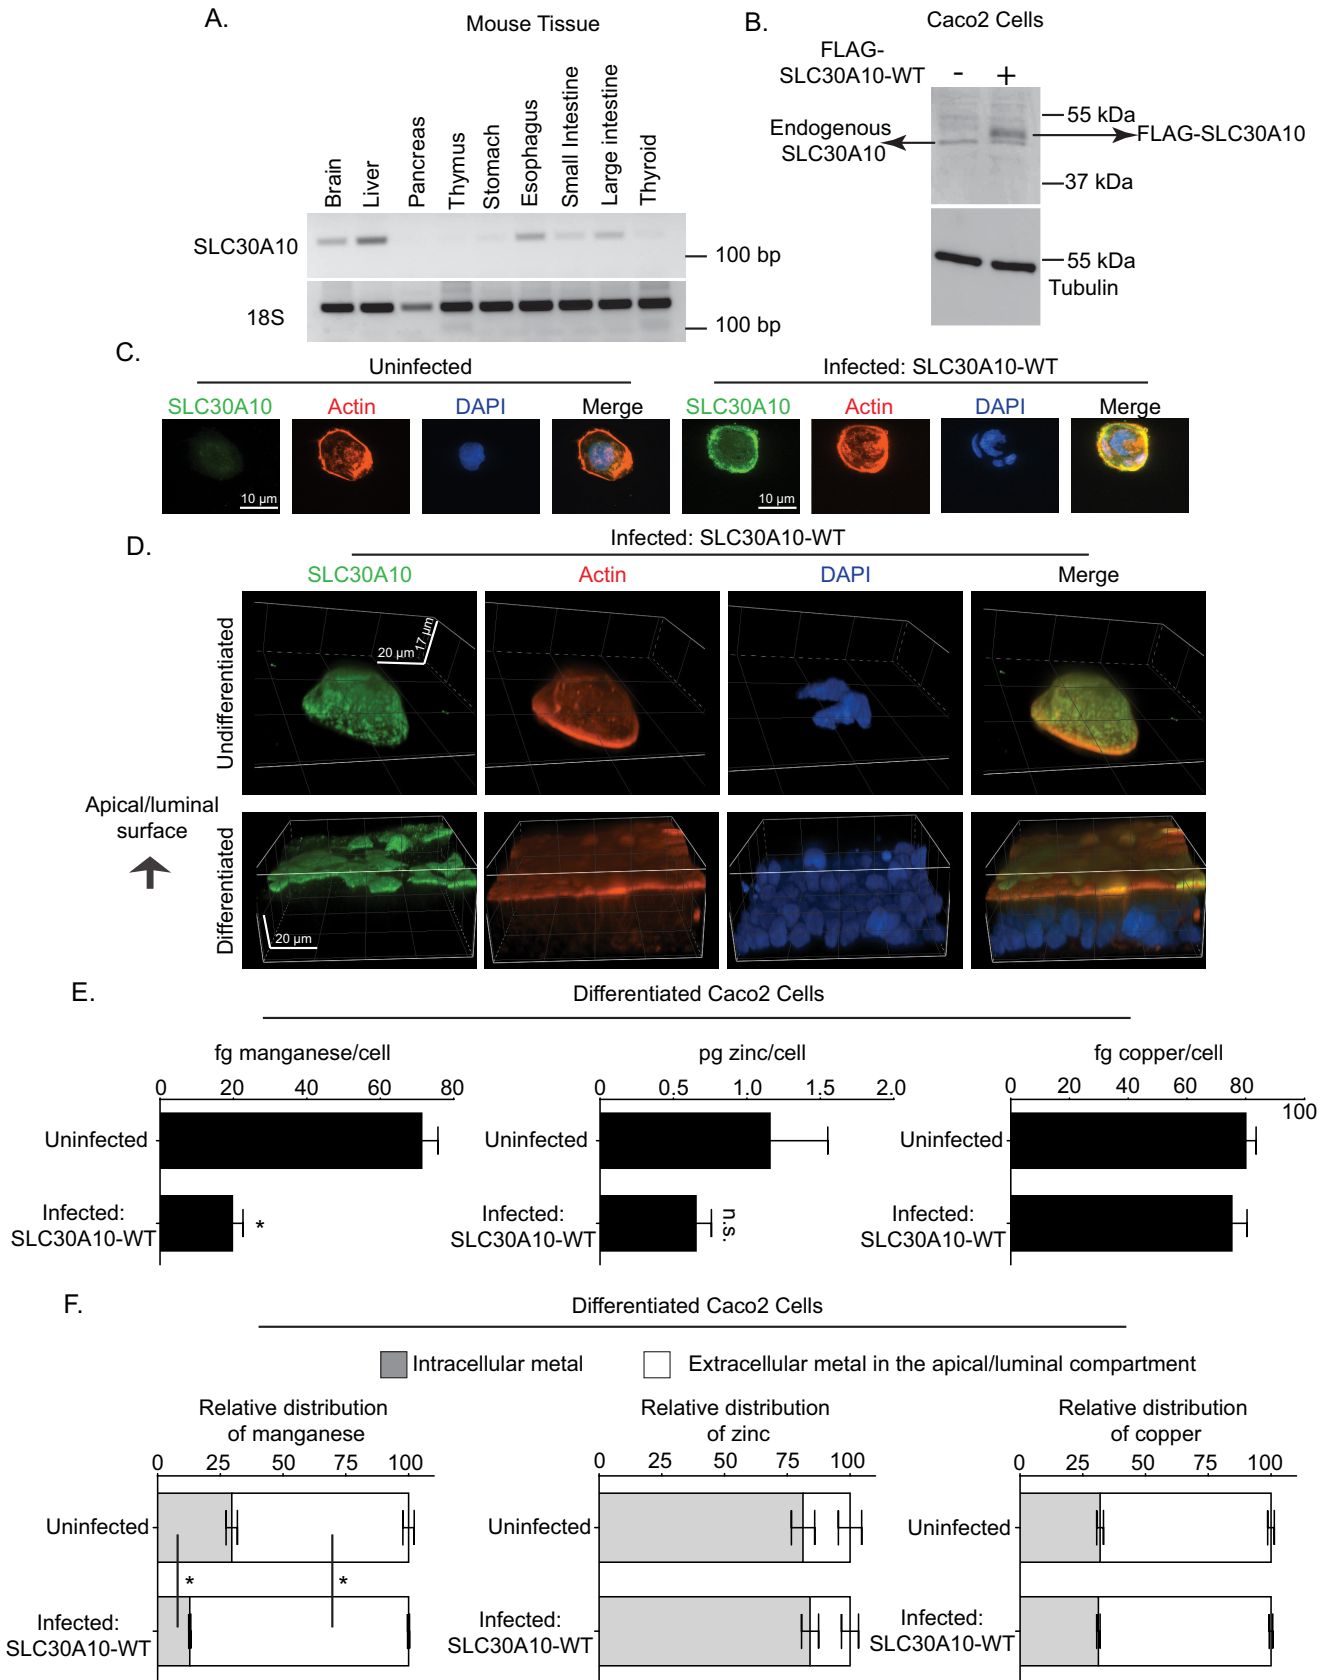 A.
Mouse Tissue
Brain
Liver
Pancreas
Thymus
Stomach
Esophagus
Small Intestine
Large intestine
Thyroid
SLC30A10
100 bp
18S
100 bp
B.
Caco2 Cells
FLAG-
SLC30A10-WT
- +
55 kDa
Endogenous
SLC30A10
FLAG-SLC30A10
37 kDa
55 kDa
Tubulin
C.
Uninfected
Infected: SLC30A10-WT
SLC30A10 Actin DAPI Merge SLC30A10 Actin DAPI Merge
10 µm
10 µm
D.
Infected: SLC30A10-WT
SLC30A10 Actin DAPI Merge
Undifferentiated
20 µm
17 µm
Apical/luminal
surface
Differentiated
20 µm
E.
Differentiated Caco2 Cells
fg manganese/cell
0 20 40 60 80
Uninfected
Infected:
SLC30A10-WT
*
pg zinc/cell
0 0.5 1.0 1.5 2.0
Uninfected
Infected:
SLC30A10-WT
n.s.
fg copper/cell
0 20 40 60 80 100
Uninfected
Infected:
SLC30A10-WT
F.
Differentiated Caco2 Cells
Intracellular metal
Extracellular metal in the apical/luminal compartment
Relative distribution
of manganese
0 25 50 75 100
Uninfected
* *
Infected:
SLC30A10-WT
Relative distribution
of zinc
0 25 50 75 100
Uninfected
Infected:
SLC30A10-WT
Relative distribution
of copper
0 25 50 75 100
Uninfected
Infected:
SLC30A10-WT